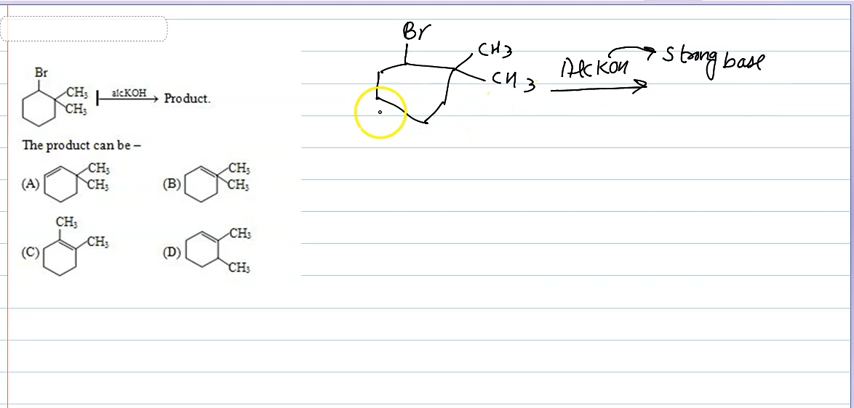 Br
CH3
CH3
alcKOH
Product.
The product can be –
(A)
CH3
CH3
(B)
CH3
CH3
(C)
CH3
CH3
(D)
CH3
CH3
Br
CH3
CH3
Alc KOH
Strong base